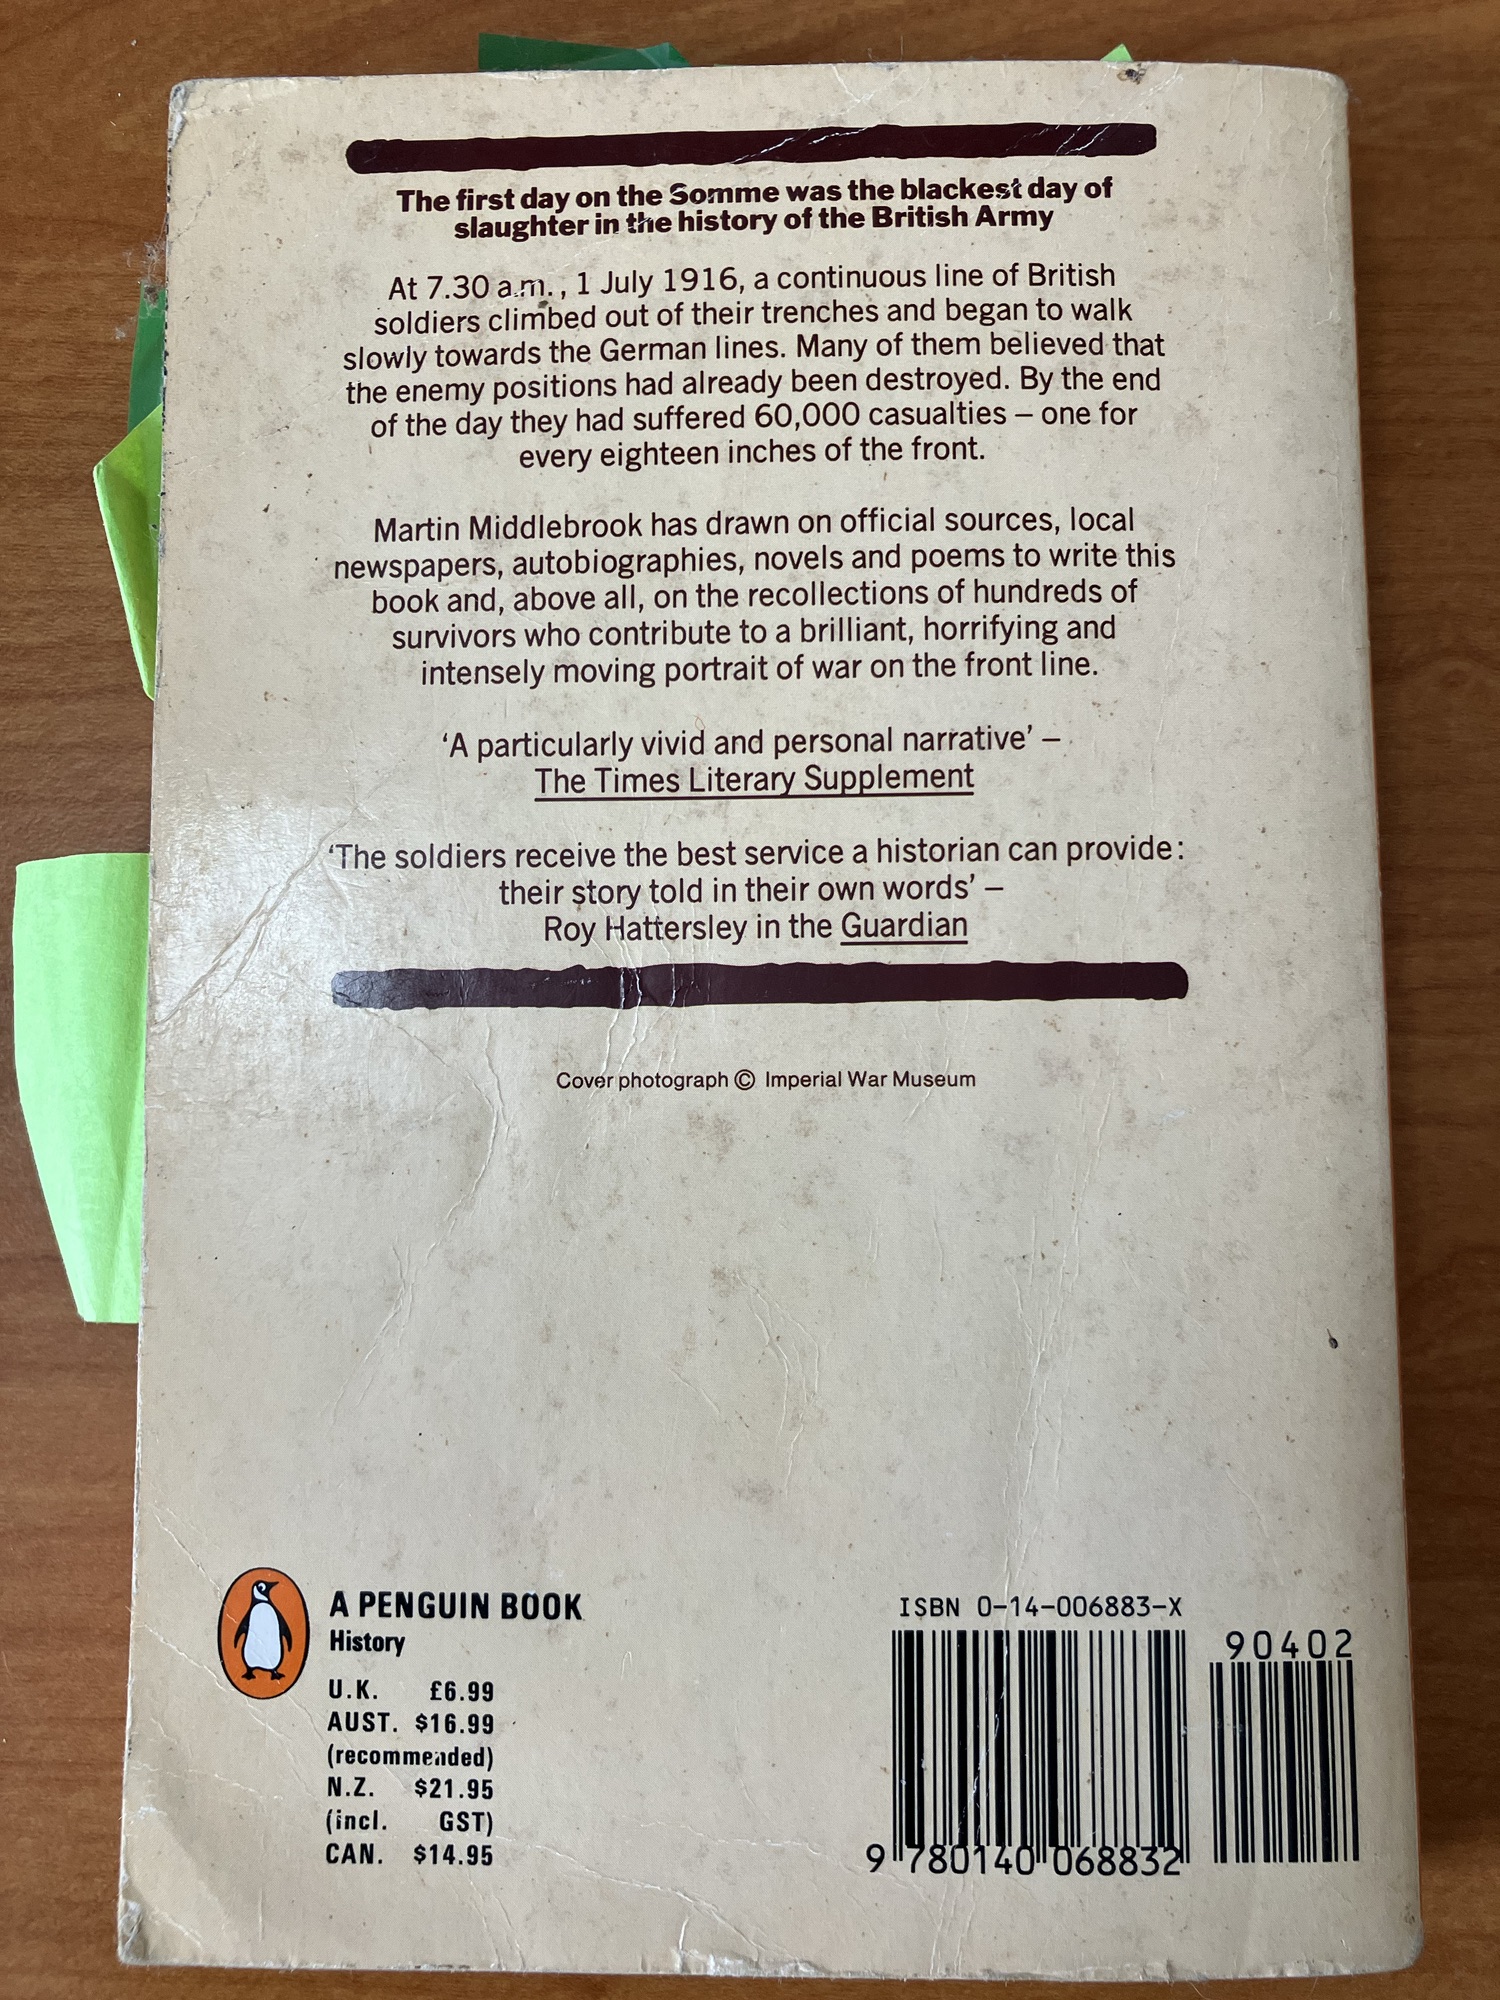 The first day on the Somme was the blackest day of
slaughter in the history of the British Army
At 7.30 a.m., 1 July 1916, a continuous line of British
soldiers climbed out of their trenches and began to walk
slowly towards the German lines. Many of them believed that
the enemy positions had already been destroyed. By the end
of the day they had suffered 60,000 casualties – one for
every eighteen inches of the front.
Martin Middlebrook has drawn on official sources, local
newspapers, autobiographies, novels and poems to write this
book and, above all, on the recollections of hundreds of
survivors who contribute to a brilliant, horrifying and
intensely moving portrait of war on the front line.
‘A particularly vivid and personal narrative’ –
The Times Literary Supplement
‘The soldiers receive the best service a historian can provide:
their story told in their own words’ –
Roy Hattersley in the Guardian
Cover photograph © Imperial War Museum
A PENGUIN BOOK
History
U.K. £6.99
AUST. $16.99
(recommended)
N.Z. $21.95
(incl. GST)
CAN. $14.95
ISBN 0-14-006883-X
90402
9 780140 068832